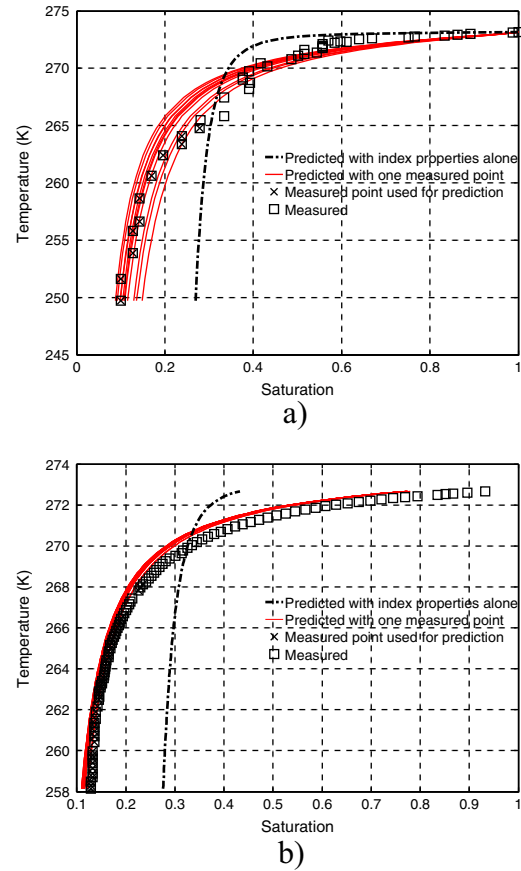 275
270
265
260
255
250
245
Temperature (K)
Predicted with index properties alone
Predicted with one measured point
Measured point used for prediction
Measured
0 0.2 0.4 0.6 0.8 1
Saturation
a)
274
272
270
268
266
264
262
260
258
Temperature (K)
Predicted with index properties alone
Predicted with one measured point
Measured point used for prediction
Measured
0.1 0.2 0.3 0.4 0.5 0.6 0.7 0.8 0.9 1
Saturation
b)